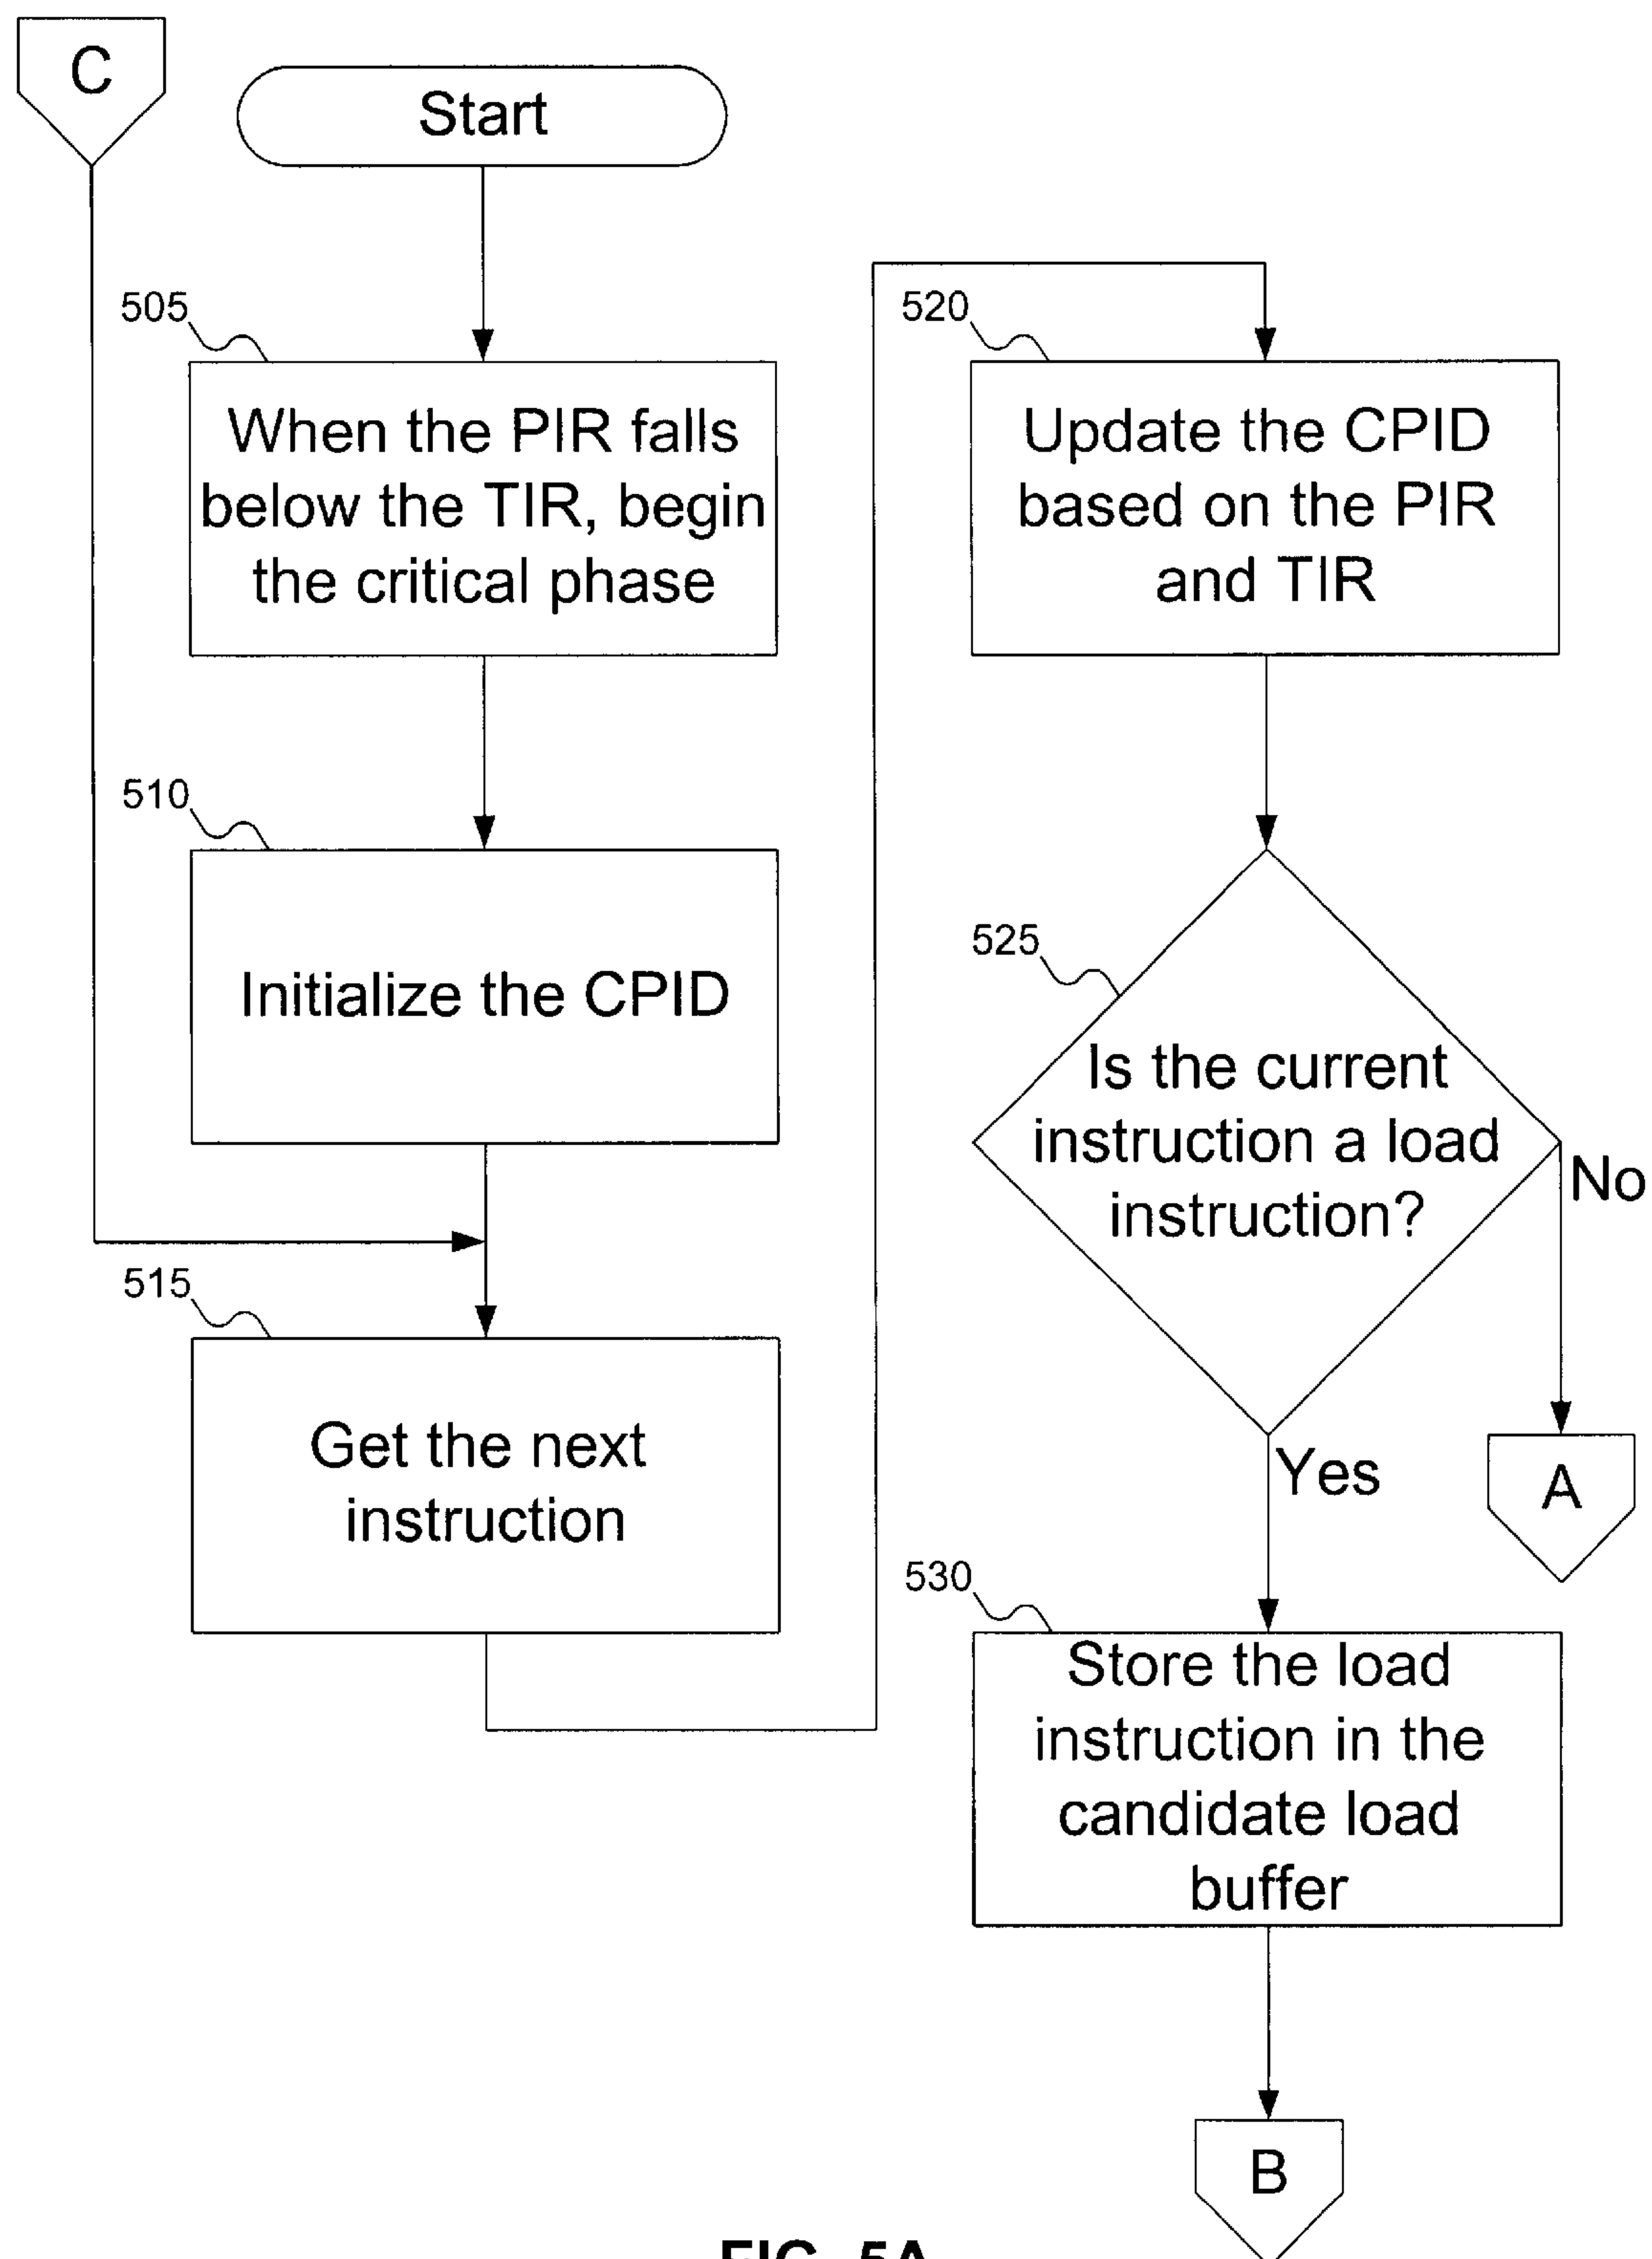 C
Start
505
When the PIR falls
below the TIR, begin
the critical phase
510
Initialize the CPID
515
Get the next
instruction
520
Update the CPID
based on the PIR
and TIR
525
Is the current
instruction a load
instruction?
No
Yes
A
530
Store the load
instruction in the
candidate load
buffer
B
FIG. 5A